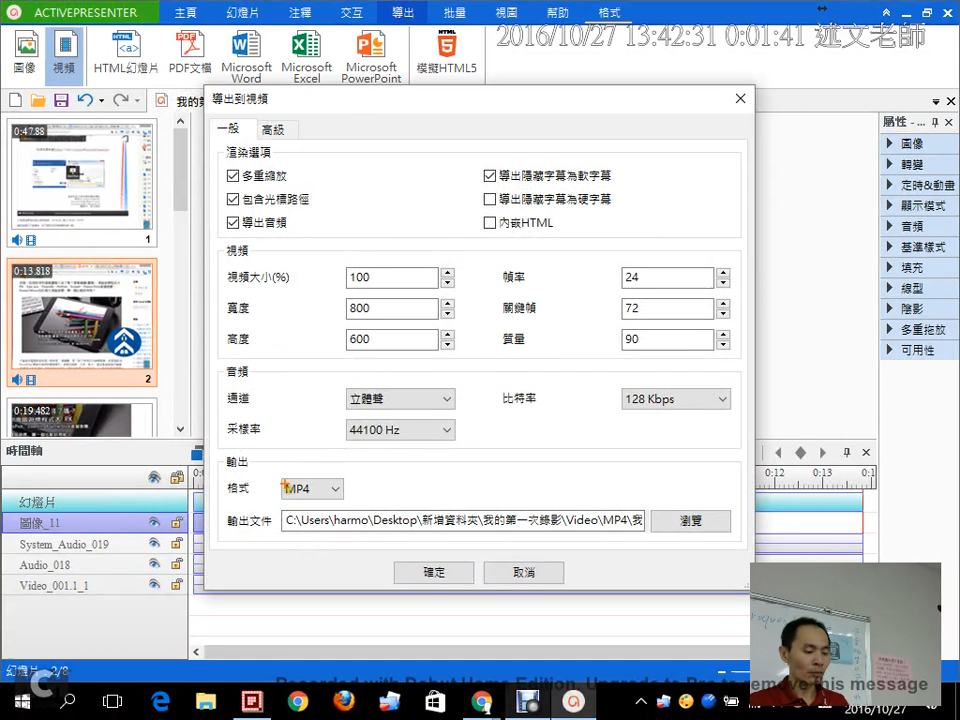 ACTIVEPRESENTER
主頁 幻燈片 注釋 交互 導出 批量 視圖 幫助 格式
2016/10/27 13:42:31 0:01:41 述文老師
圖像 視頻 HTML幻燈片 PDF文檔 Microsoft Word Microsoft Excel Microsoft PowerPoint 模擬HTML5
我的第
導出到視頻
屬性 - ...
一般 高級
0:47.88
1
0:13.818
2
0:19.482
渲染選項
多重縮放 導出隱藏字幕為軟字幕
包含光標路徑 導出隱藏字幕為硬字幕
導出音頻 內嵌HTML
視頻
視頻大小(%) 100 幀率 24
寬度 800 關鍵幀 72
高度 600 質量 90
音頻
通道 立體聲 比特率 128 Kbps
采樣率 44100 Hz
輸出
格式 MP4
輸出文件 C:\Users\harmo\Desktop\新增資料夾\我的第一次錄影\Video\MP4\我 瀏覽
確定 取消
圖像
轉變
定時&動畫
顯示模式
音頻
基準樣式
填充
線型
陰影
多重拖放
可用性
時間軸
0:12 0:13
幻燈片
圖像_11
System_Audio_019
Audio_018
Video_001.1_1
幻燈片 2/8
2016/10/27